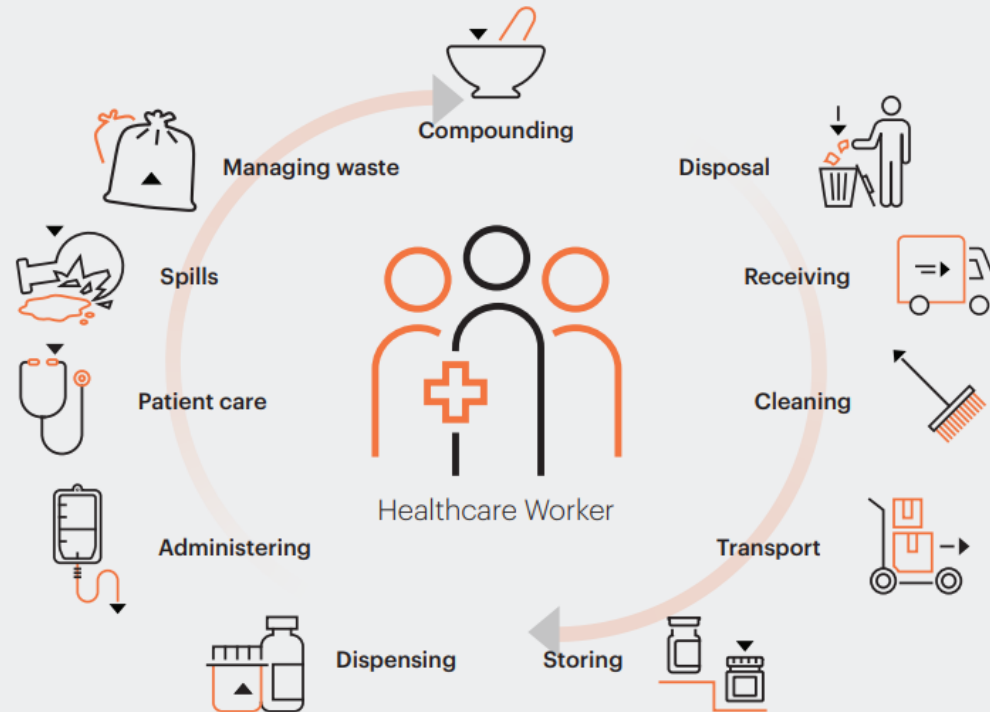 Compounding
Managing waste
Disposal
Spills
Receiving
Patient care
Cleaning
Healthcare Worker
Administering
Transport
Dispensing
Storing